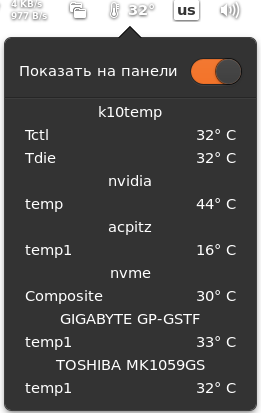 4 KB/s
977 B/s
32°
us
Показать на панели
k10temp
Tctl 32° C
Tdie 32° C
nvidia
temp 44° C
acpitz
temp1 16° C
nvme
Composite 30° C
GIGABYTE GP-GSTF
temp1 33° C
TOSHIBA MK1059GS
temp1 32° C